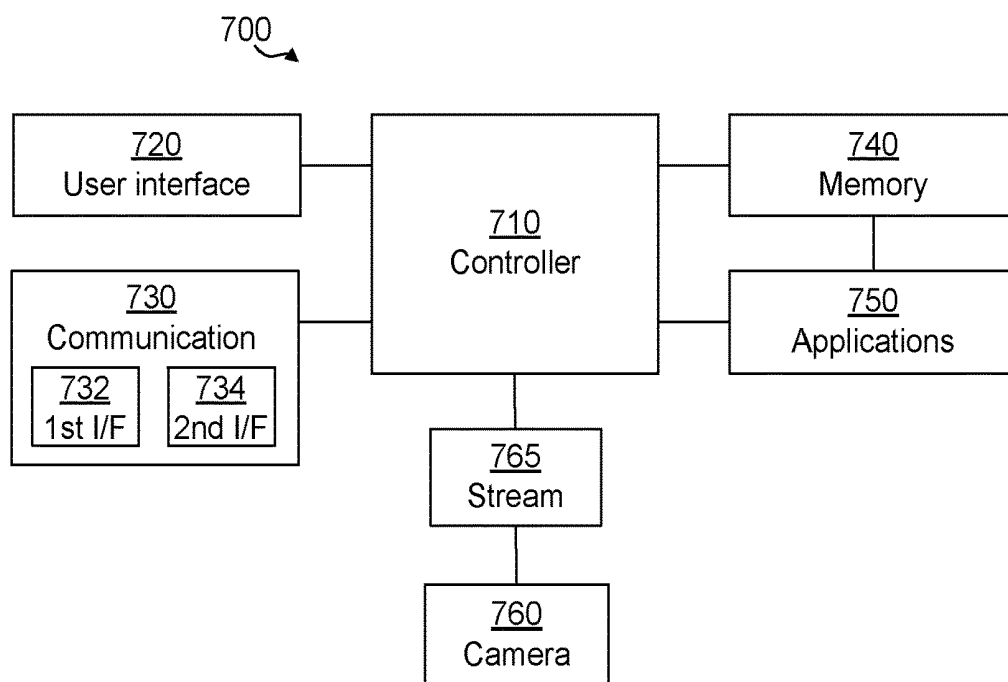 700
720
User interface
710
Controller
740
Memory
730
Communication
732
1st I/F
734
2nd I/F
750
Applications
765
Stream
760
Camera